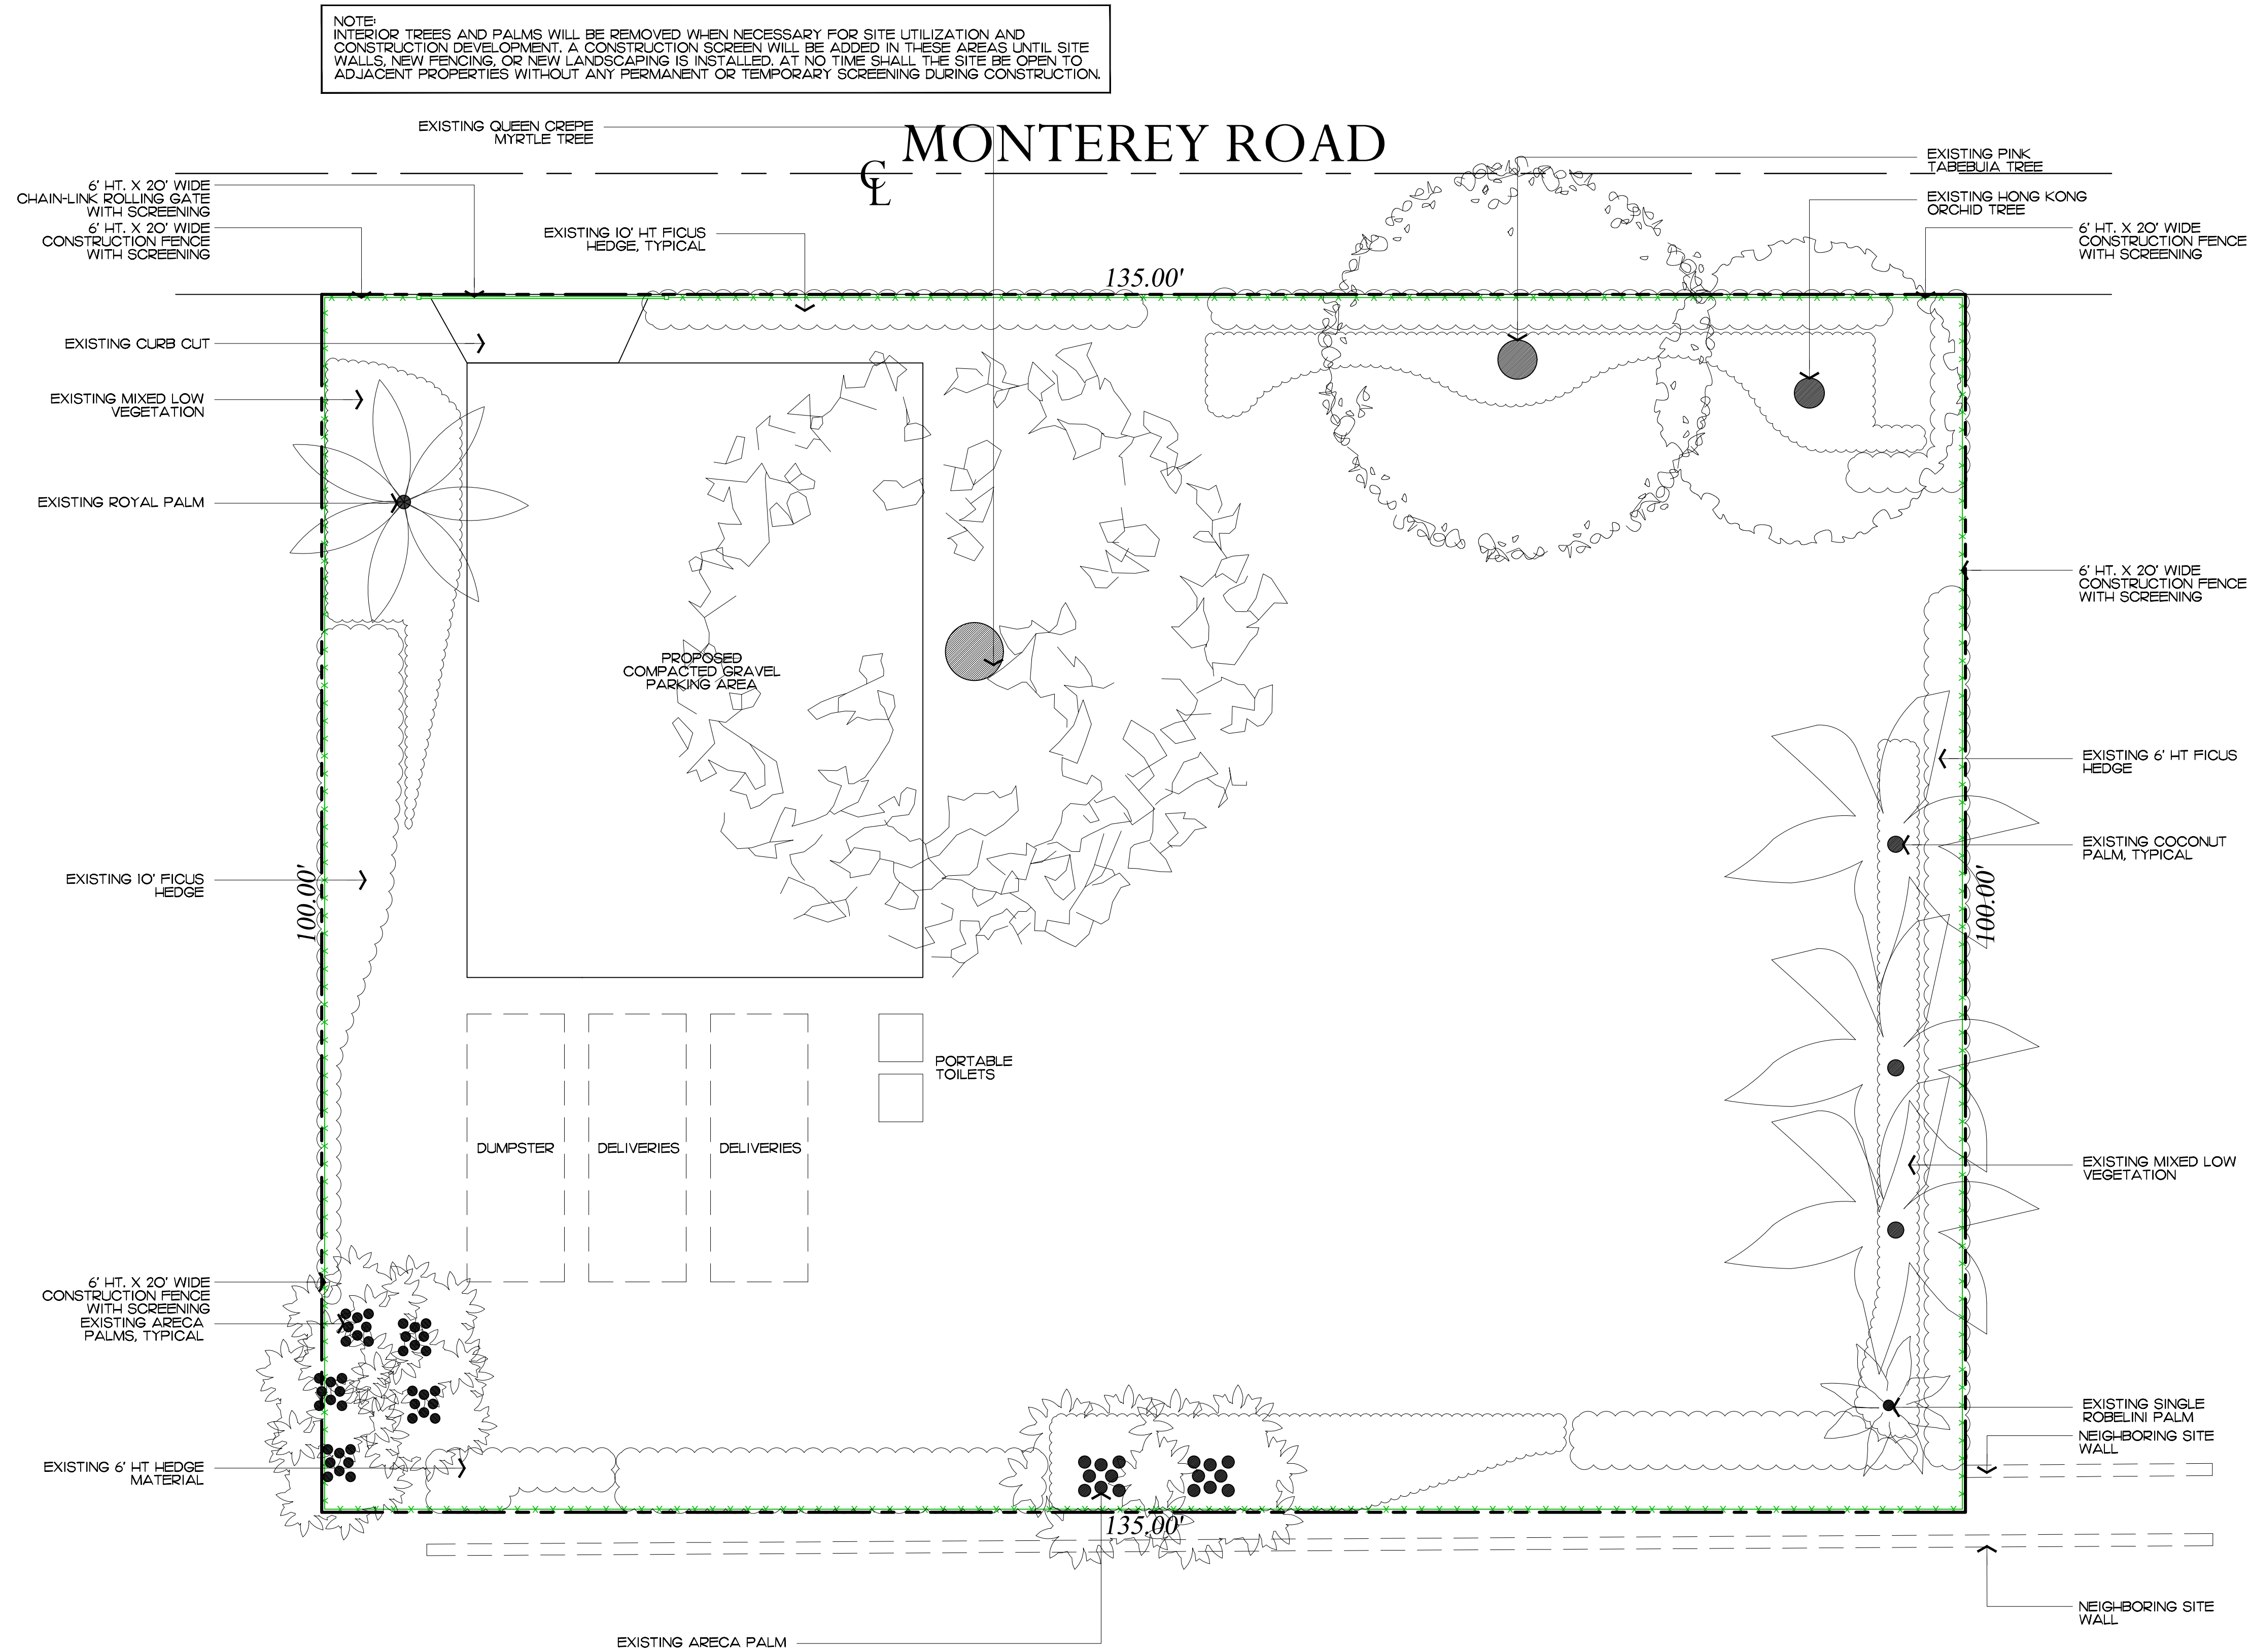 NOTE:
INTERIOR TREES AND PALMS WILL BE REMOVED WHEN NECESSARY FOR SITE UTILIZATION AND
CONSTRUCTION DEVELOPMENT. A CONSTRUCTION SCREEN WILL BE ADDED IN THESE AREAS UNTIL SITE
WALLS, NEW FENCING, OR NEW LANDSCAPING IS INSTALLED. AT NO TIME SHALL THE SITE BE OPEN TO
ADJACENT PROPERTIES WITHOUT ANY PERMANENT OR TEMPORARY SCREENING DURING CONSTRUCTION.
EXISTING QUEEN CREPE
MYRTLE TREE
MONTEREY ROAD
CL
EXISTING PINK
TABEBUIA TREE
6' HT. X 20' WIDE
CHAIN-LINK ROLLING GATE
WITH SCREENING
EXISTING HONG KONG
ORCHID TREE
6' HT. X 20' WIDE
CONSTRUCTION FENCE
WITH SCREENING
EXISTING 10' HT FICUS
HEDGE, TYPICAL
6' HT. X 20' WIDE
CONSTRUCTION FENCE
WITH SCREENING
135.00'
EXISTING CURB CUT
EXISTING MIXED LOW
VEGETATION
EXISTING ROYAL PALM
6' HT. X 20' WIDE
CONSTRUCTION FENCE
WITH SCREENING
PROPOSED
COMPACTED GRAVEL
PARKING AREA
EXISTING 6' HT FICUS
HEDGE
EXISTING COCONUT
PALM, TYPICAL
EXISTING 10' FICUS
HEDGE
100.00'
100.00'
PORTABLE
TOILETS
DUMPSTER
DELIVERIES
DELIVERIES
EXISTING MIXED LOW
VEGETATION
6' HT. X 20' WIDE
CONSTRUCTION FENCE
WITH SCREENING
EXISTING ARECA
PALMS, TYPICAL
EXISTING SINGLE
ROBELINI PALM
NEIGHBORING SITE
WALL
EXISTING 6' HT HEDGE
MATERIAL
135.00'
NEIGHBORING SITE
WALL
EXISTING ARECA PALM